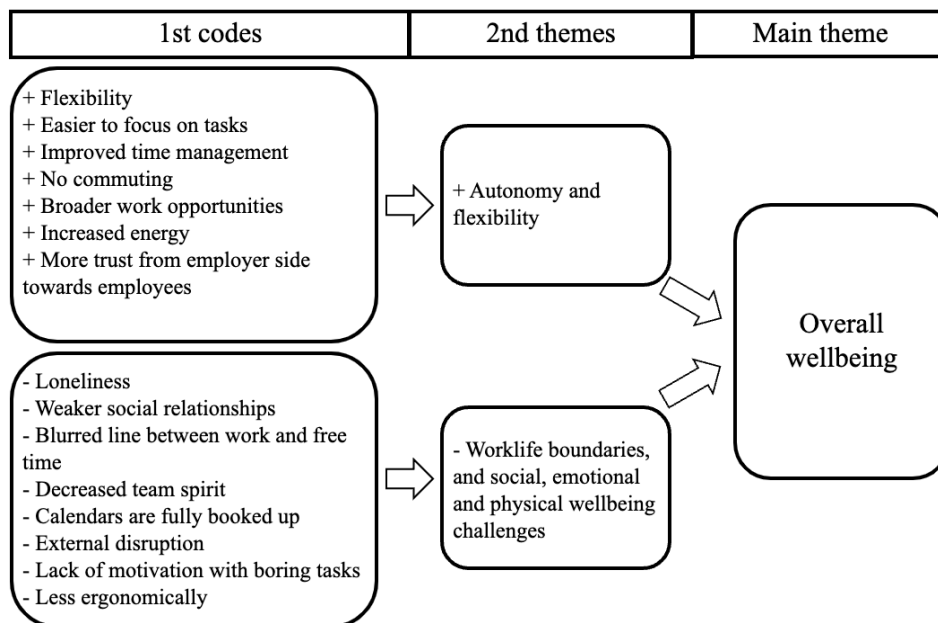 1st codes
2nd themes
Main theme
+ Flexibility
+ Easier to focus on tasks
+ Improved time management
+ No commuting
+ Broader work opportunities
+ Increased energy
+ More trust from employer side
towards employees
+ Autonomy and
flexibility
- Loneliness
- Weaker social relationships
- Blurred line between work and free
time
- Decreased team spirit
- Calendars are fully booked up
- External disruption
- Lack of motivation with boring tasks
- Less ergonomically
- Worklife boundaries,
and social, emotional
and physical wellbeing
challenges
Overall
wellbeing